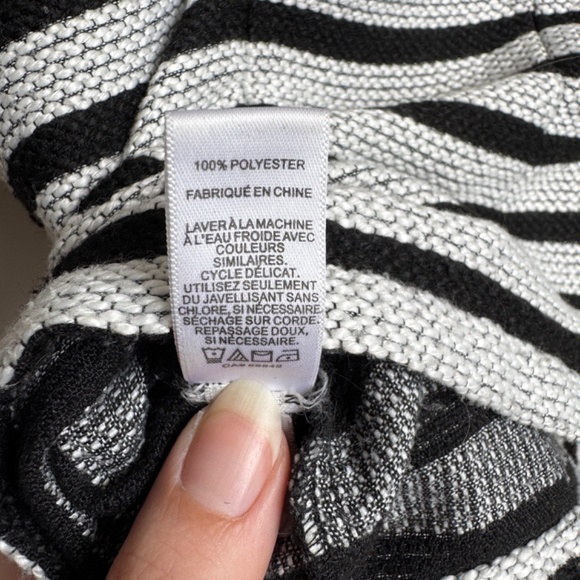 100% POLYESTER
FABRIQUÉ EN CHINE
LAVER À LA MACHINE
À L'EAU FROIDE AVEC
COULEURS
SIMILAIRES.
CYCLE DÉLICAT.
UTILISEZ SEULEMENT
DU JAVELLISANT SANS
CHLORE, SI NÉCESSAIRE.
SÉCHAGE SUR CORDE.
REPASSAGE DOUX,
SI NÉCESSAIRE.